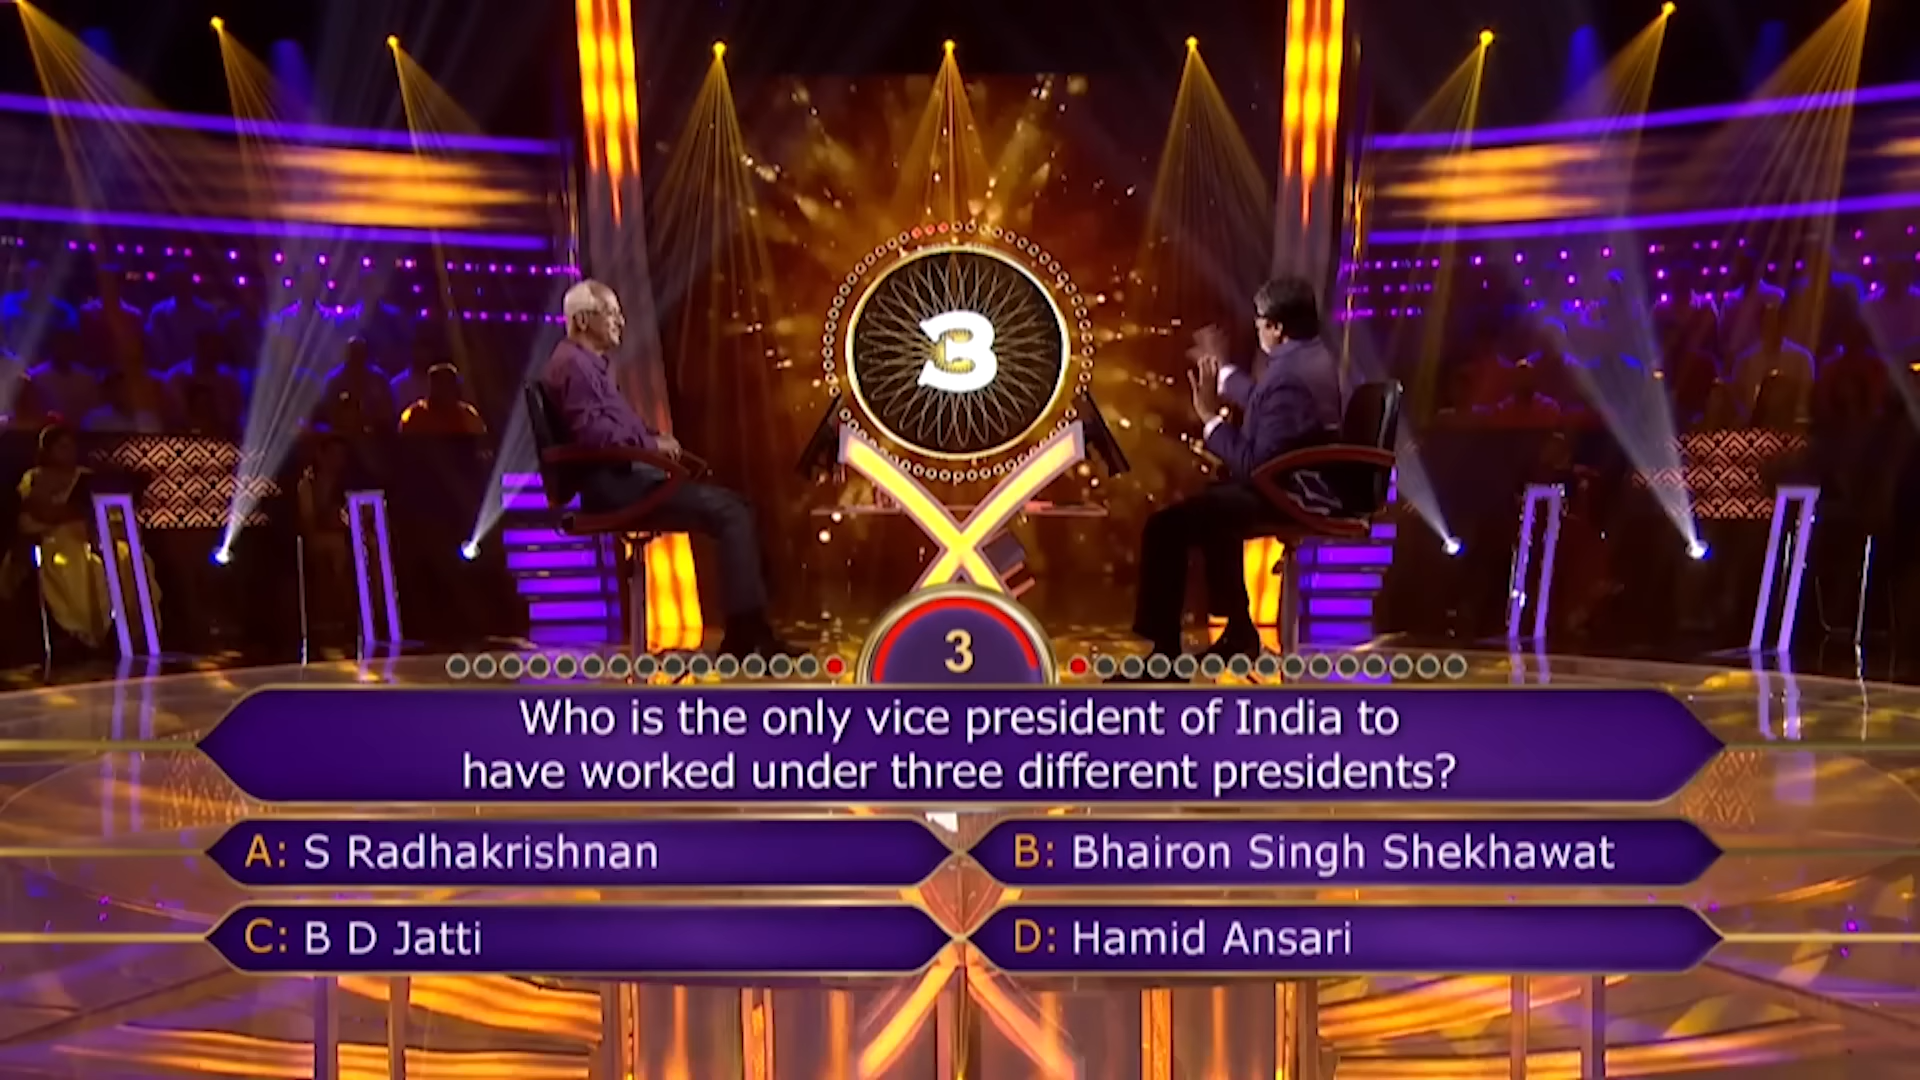 3
3
Who is the only vice president of India to
have worked under three different presidents?
A: S Radhakrishnan
B: Bhairon Singh Shekhawat
C: B D Jatti
D: Hamid Ansari